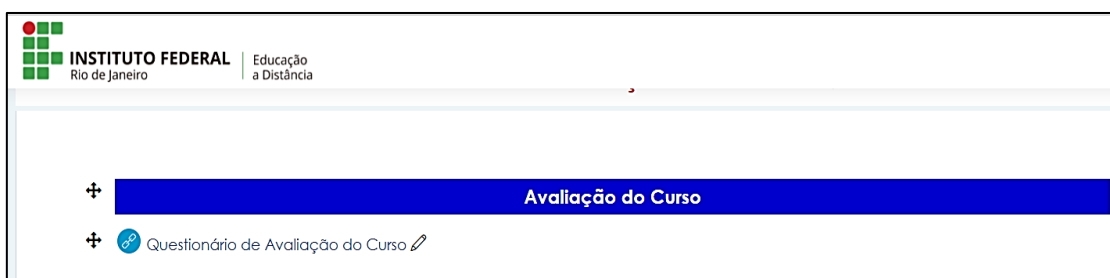 INSTITUTO FEDERAL
Rio de Janeiro
Educação
a Distância
Avaliação do Curso
Questionário de Avaliação do Curso